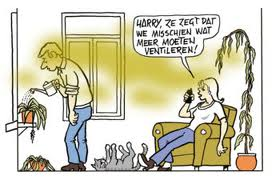 HARRY, ZE ZEGT DAT
WE MISSCHIEN WAT
MEER MOETEN
VENTILEREN!